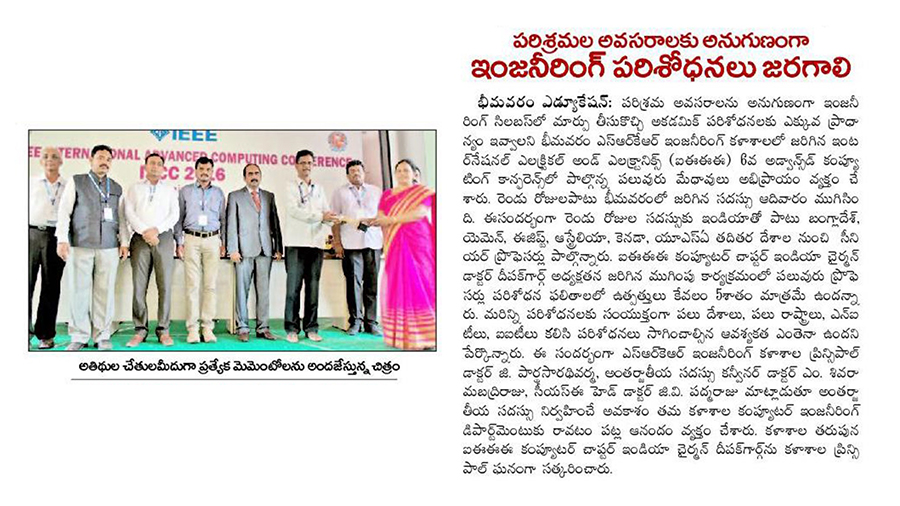 పరిశ్రమల అవసరాలకు అనుగుణంగా
ఇంజనీరింగ్ పరిశోధనలు జరగాలి
IEEE
EE INTERNATIONAL ADVANCED COMPUTING CONFERENCE
CC 2016
అతిథుల చేతులమీదుగా ప్రత్యేక మెమెంటోలను అందజేస్తున్న చిత్రం
భీమవరం ఎడ్యూకేషన్: పరిశ్రమ అవసరాలను అనుగుణంగా ఇంజనీ
రింగ్ సిలబస్‌లో మార్పు తీసుకొచ్చి అకడమిక్ పరిశోధనలకు ఎక్కువ ప్రాధా
న్యం ఇవ్వాలని భీమవరం ఎస్ఆర్‌కేఆర్ ఇంజనీరింగ్ కళాశాలలో జరిగిన ఇంట
ర్‌నేషనల్ ఎలక్ట్రికల్ అండ్ ఎలక్ట్రానిక్స్ (ఐఈఈఈ) 6వ అడ్వాన్స్‌డ్ కంప్యూ
టింగ్ కాన్ఫరెన్స్‌లో పాల్గొన్న పలువురు మేధావులు అభిప్రాయం వ్యక్తం చే
శారు. రెండు రోజులపాటు భీమవరంలో జరిగిన సదస్సు ఆదివారం ముగిసిం
ది. ఈసందర్భంగా రెండు రోజుల సదస్సుకు ఇండియాతో పాటు బంగ్లాదేశ్,
యెమెన్, ఈజిప్ట్, ఆస్ట్రేలియా, కెనడా, యూఎస్ఏ తదితర దేశాల నుంచి సీని
యర్ ప్రొఫెసర్లు పాల్గొన్నారు. ఐఈఈఈ కంప్యూటర్ చాప్టర్ ఇండియా చైర్మన్
డాక్టర్ దీపక్‌గార్గ్ అధ్యక్షతన జరిగిన ముగింపు కార్యక్రమంలో పలువురు ప్రొఫె
సర్లు పరిశోధన ఫలితాలలో ఉత్పత్తులు కేవలం 5శాతం మాత్రమే ఉందన్నా
రు. మరిన్ని పరిశోధనలకు సంయుక్తంగా పలు దేశాలు, పలు రాష్ట్రాలు, ఎన్ఐ
టీలు, ఐఐటీలు కలిసి పరిశోధనలు సాగించాల్సిన ఆవశ్యకత ఎంతైనా ఉందని
పేర్కొన్నారు. ఈ సందర్భంగా ఎస్ఆర్‌కెఆర్ ఇంజనీరింగ్ కళాశాల ప్రిన్సిపాల్
డాక్టర్ జి. పార్థసారథివర్మ, అంతర్జాతీయ సదస్సు కన్వీనర్ డాక్టర్ ఎం. శివరా
మభద్రిరాజు, సీయస్ఈ హెడ్ డాక్టర్ జి.వి. పద్మరాజు మాట్లాడుతూ అంతర్జా
తీయ సదస్సు నిర్వహించే అవకాశం తమ కళాశాల కంప్యూటర్ ఇంజనీరింగ్
డిపార్ట్‌మెంటుకు రావటం పట్ల ఆనందం వ్యక్తం చేశారు. కళాశాల తరుపున
ఐఈఈఈ కంప్యూటర్ చాప్టర్ ఇండియా చైర్మన్ దీపక్‌గార్గ్‌ను కళాశాల ప్రిన్సి
పాల్ ఘనంగా సత్కరించారు.